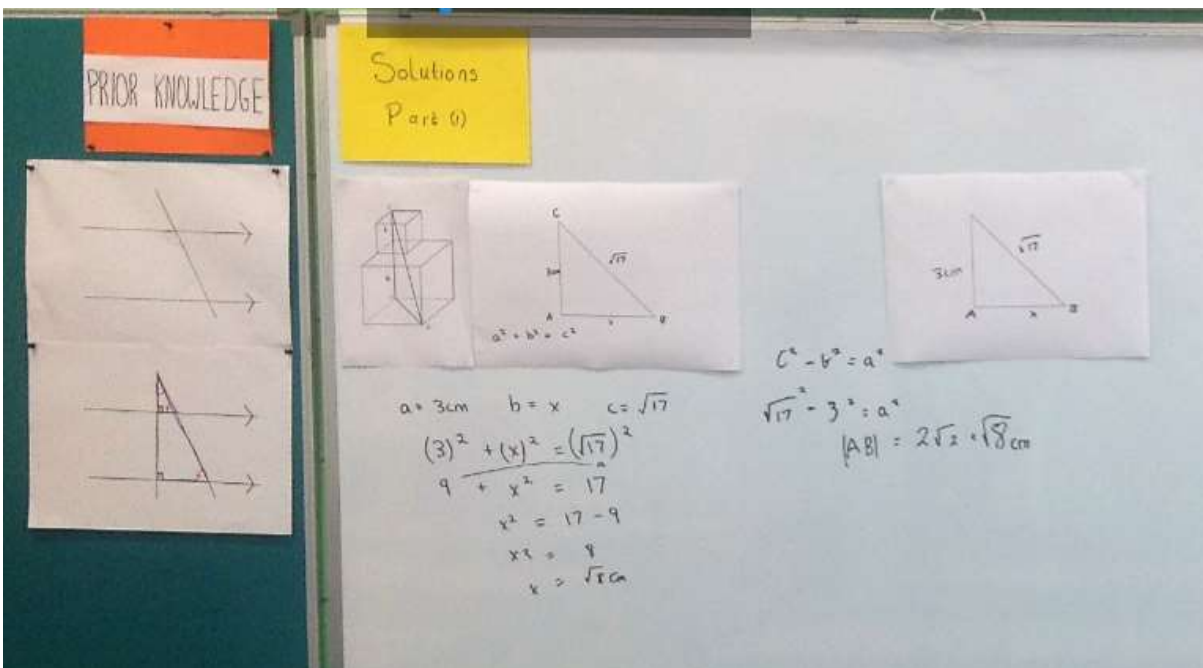 PRIOR KNOWLEDGE
Solutions
Part (1)
C
3cm
√17
A
B
a² + b² = c²
a = 3cm b = x c = √17
(3)² + (x)² = (√17)²
9 + x² = 17
x² = 17 - 9
x2 = 8
x = √8 cm
√17
3cm
A x B
c² - b² = a²
√17² - 3² = a²
|AB| = 2√2 = √8 cm